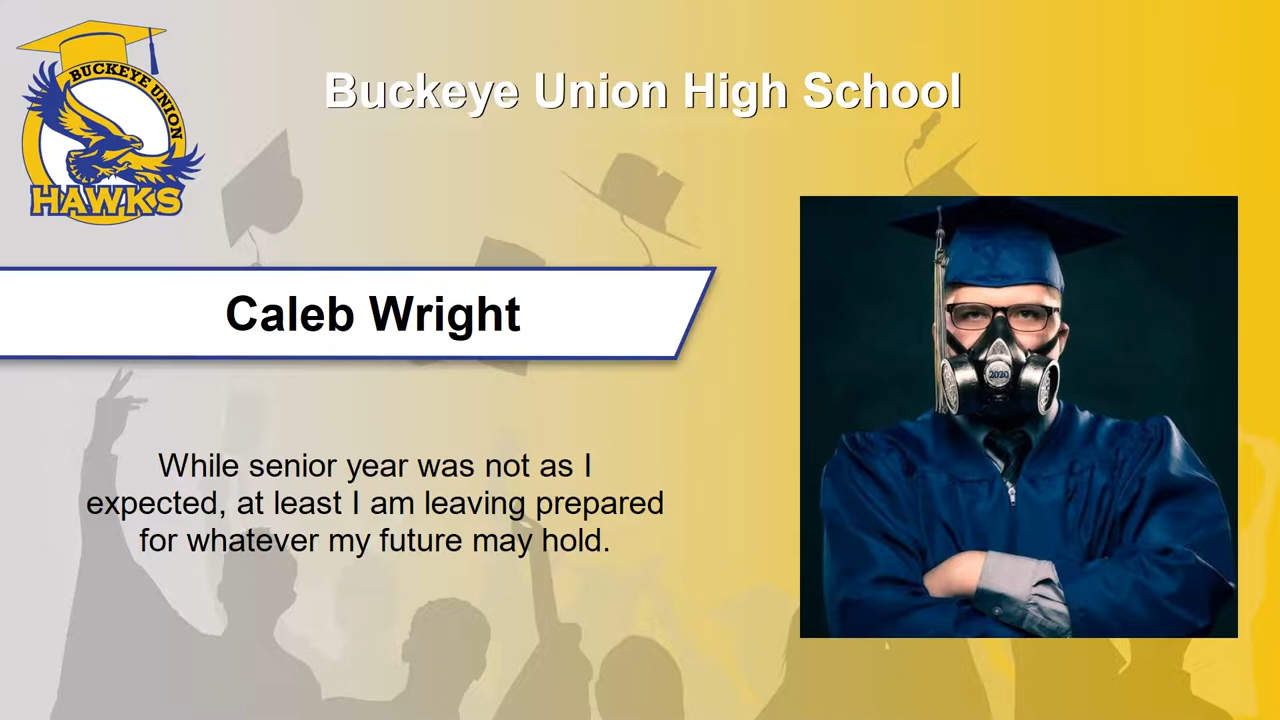 BUCKEYE UNION
HAWKS
Buckeye Union High School
Caleb Wright
2020
While senior year was not as I
expected, at least I am leaving prepared
for whatever my future may hold.